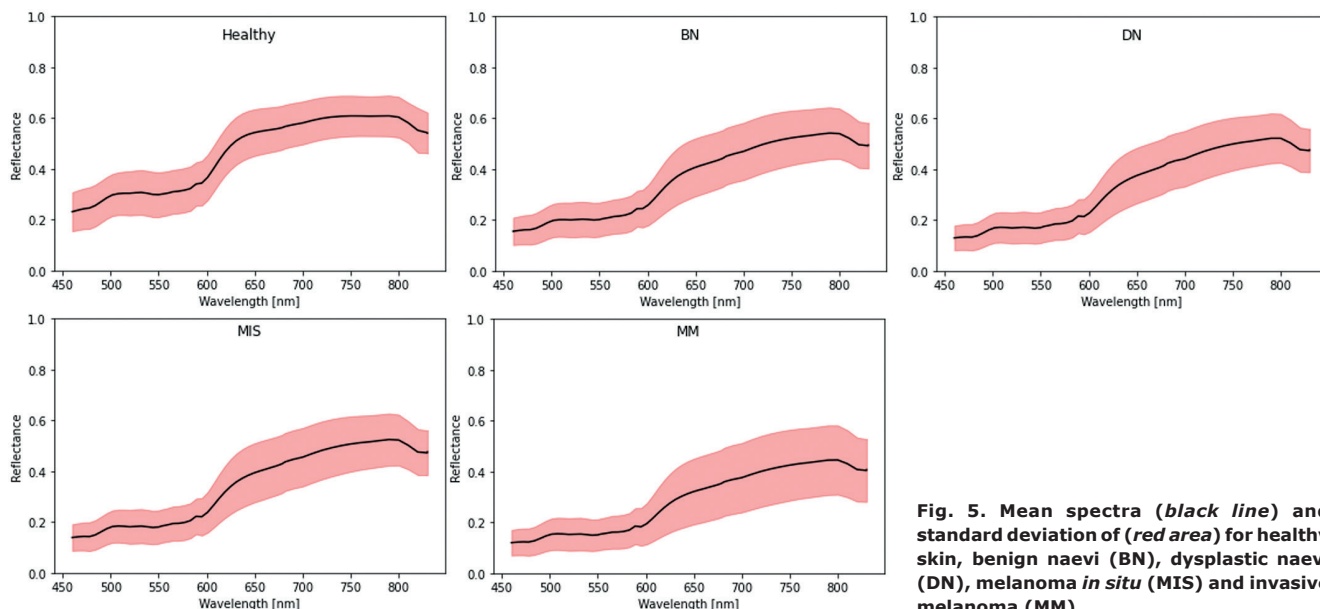 Healthy
1.0
0.8
0.6
0.4
0.2
0.0
Reflectance
450 500 550 600 650 700 750 800
Wavelength [nm]
BN
1.0
0.8
0.6
0.4
0.2
0.0
Reflectance
450 500 550 600 650 700 750 800
Wavelength [nm]
DN
1.0
0.8
0.6
0.4
0.2
0.0
Reflectance
450 500 550 600 650 700 750 800
Wavelength [nm]
MIS
1.0
0.8
0.6
0.4
0.2
0.0
Reflectance
450 500 550 600 650 700 750 800
Wavelength [nm]
MM
1.0
0.8
0.6
0.4
0.2
0.0
Reflectance
450 500 550 600 650 700 750 800
Wavelength [nm]
Fig. 5. Mean spectra (black line) and
standard deviation of (red area) for healthy
skin, benign naevi (BN), dysplastic naevi
(DN), melanoma in situ (MIS) and invasive
melanoma (MM)